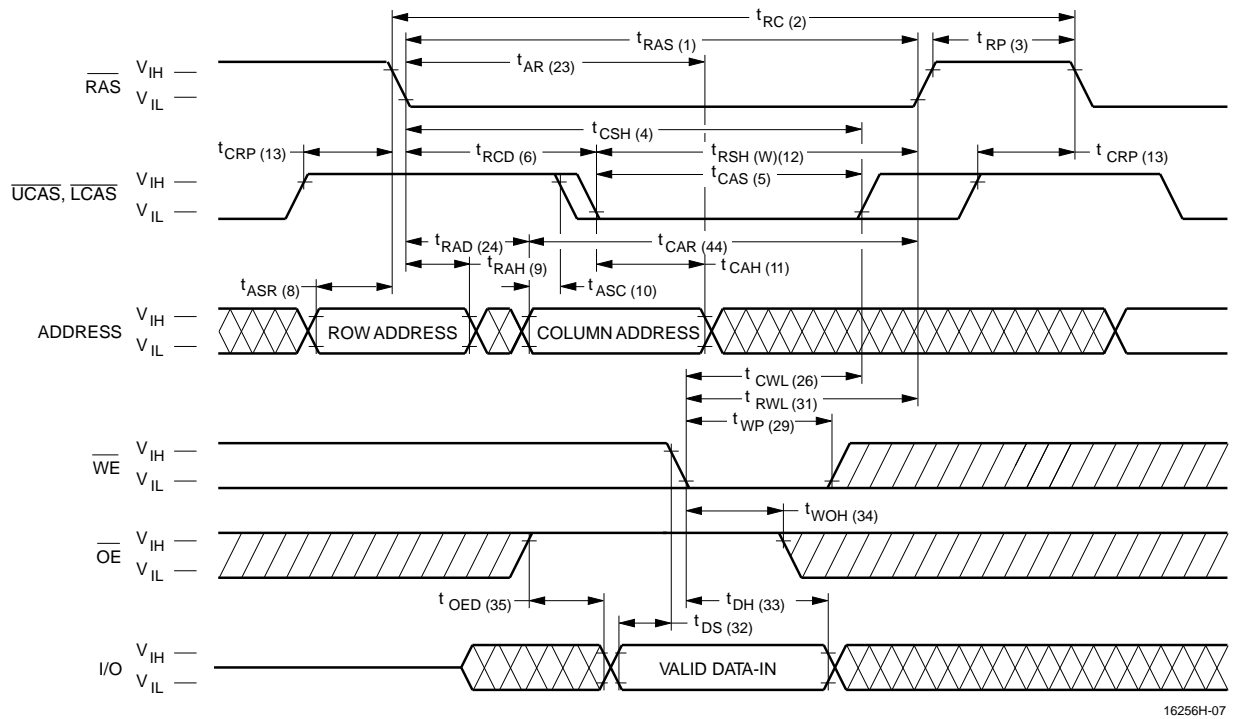 t RC (2)
t RAS (1)
t RP (3)
t AR (23)
RAS
V IH
V IL
t CSH (4)
t CRP (13)
t RCD (6)
t RSH (W)(12)
t CRP (13)
t CAS (5)
UCAS, LCAS
V IH
V IL
t RAD (24)
t CAR (44)
t RAH (9)
t CAH (11)
t ASR (8)
t ASC (10)
ADDRESS
V IH
V IL
ROW ADDRESS
COLUMN ADDRESS
t CWL (26)
t RWL (31)
t WP (29)
WE
V IH
V IL
t WOH (34)
OE
V IH
V IL
t OED (35)
t DH (33)
t DS (32)
I/O
V IH
V IL
VALID DATA-IN
16256H-07